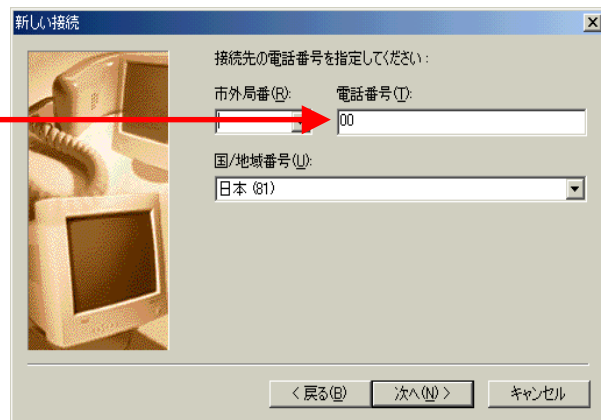 新しい接続
接続先の電話番号を指定してください:
市外局番(R): 電話番号(T):
00
国/地域番号(U):
日本 (81)
< 戻る(B) 次へ(N) > キャンセル